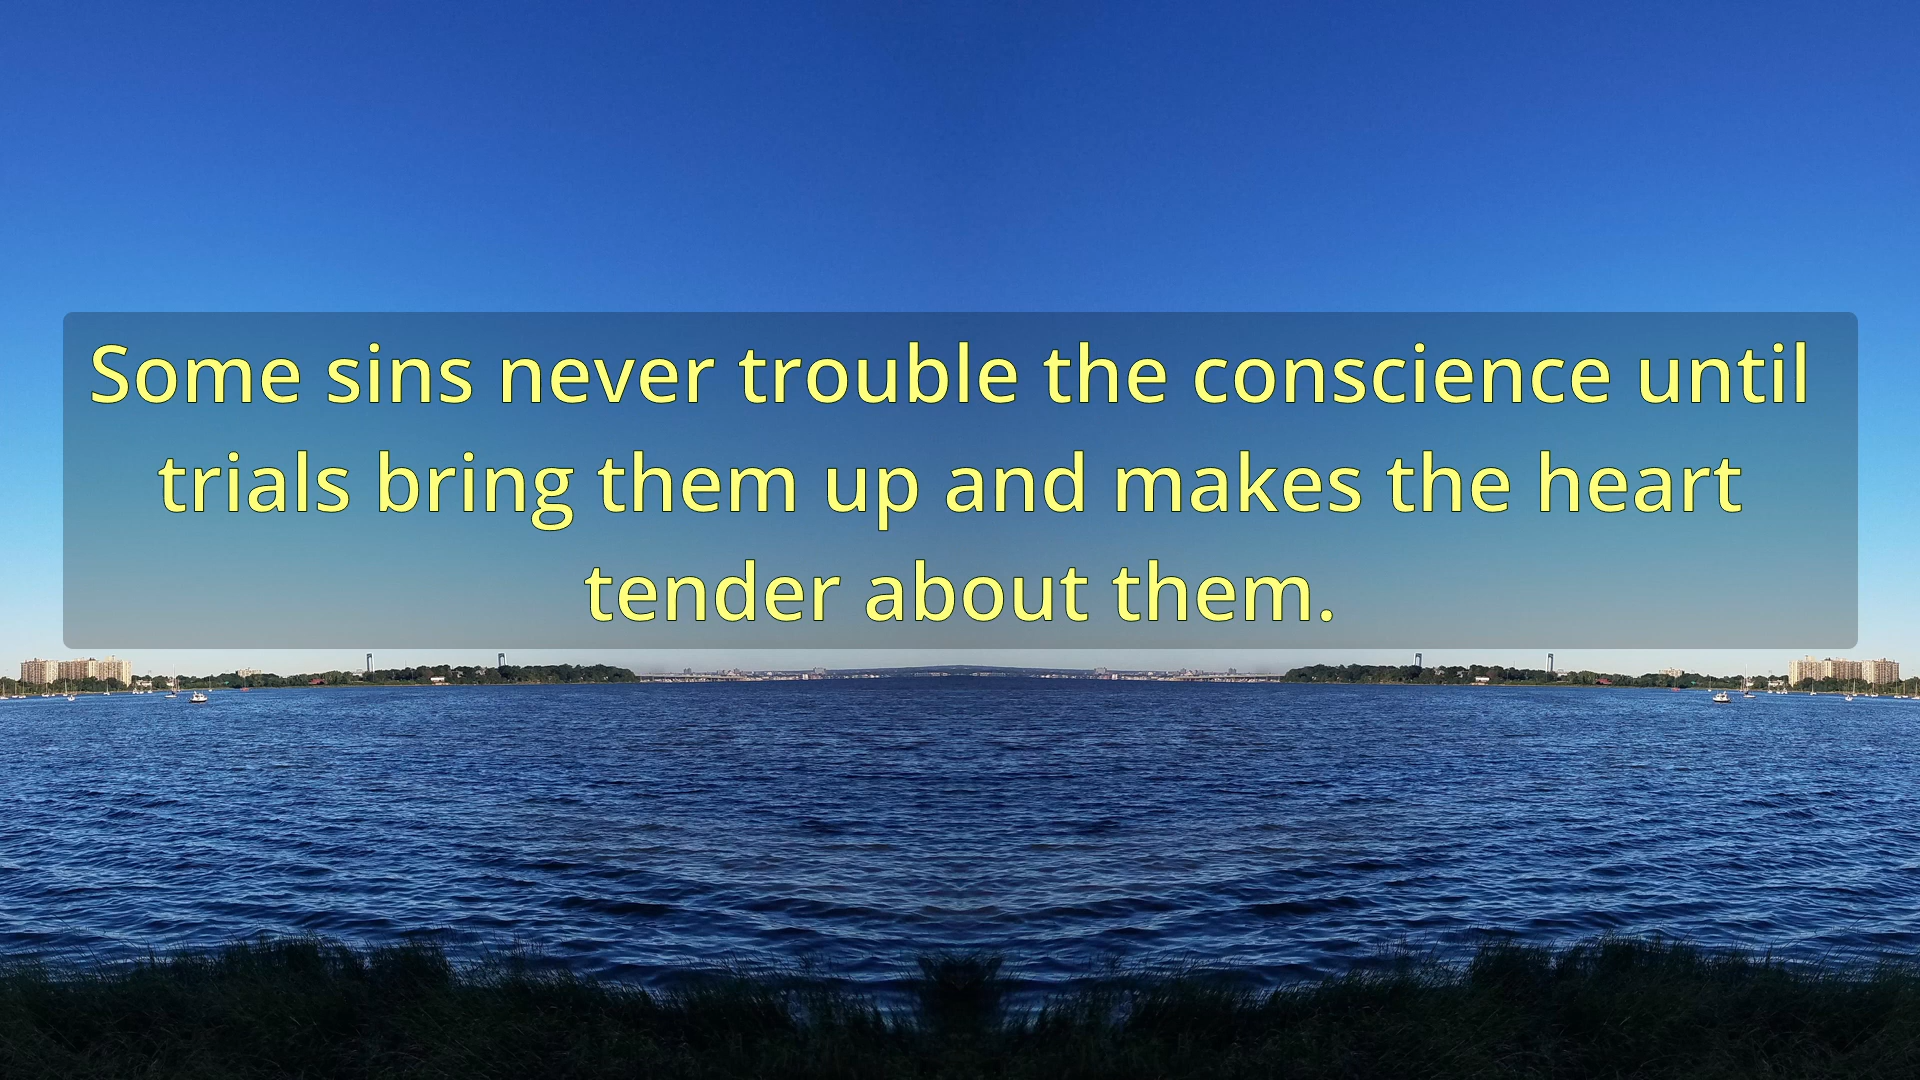 Some sins never trouble the conscience until
trials bring them up and makes the heart
tender about them.